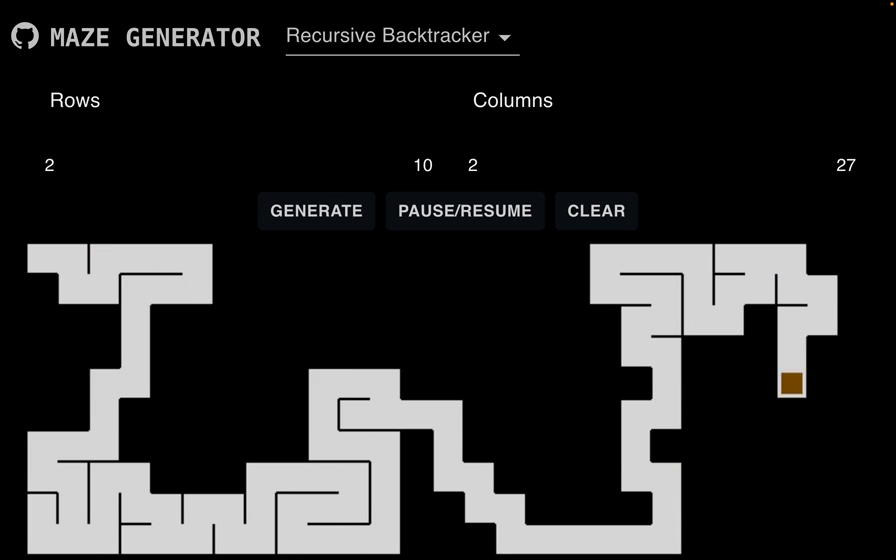 MAZE GENERATOR Recursive Backtracker
Rows Columns
2 10 2 27
GENERATE PAUSE/RESUME CLEAR